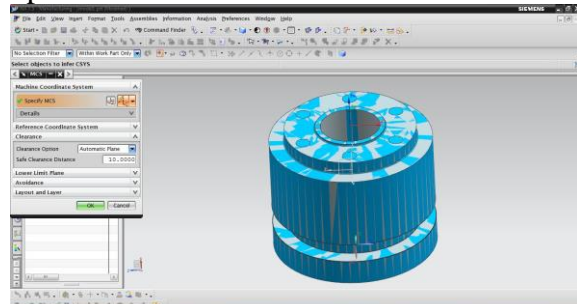 SIEMENS
File Edit View Insert Format Tools Assemblies Information Analysis Preferences Window Help
Start
Command Finder
No Selection Filter Within Work Part Only
Select objects to infer CSYS
MCS
Machine Coordinate System
Specify MCS
Details
Reference Coordinate System
Clearance
Clearance Option Automatic Plane
Safe Clearance Distance 10.0000
Lower Limit Plane
Avoidance
Layout and Layer
OK Cancel